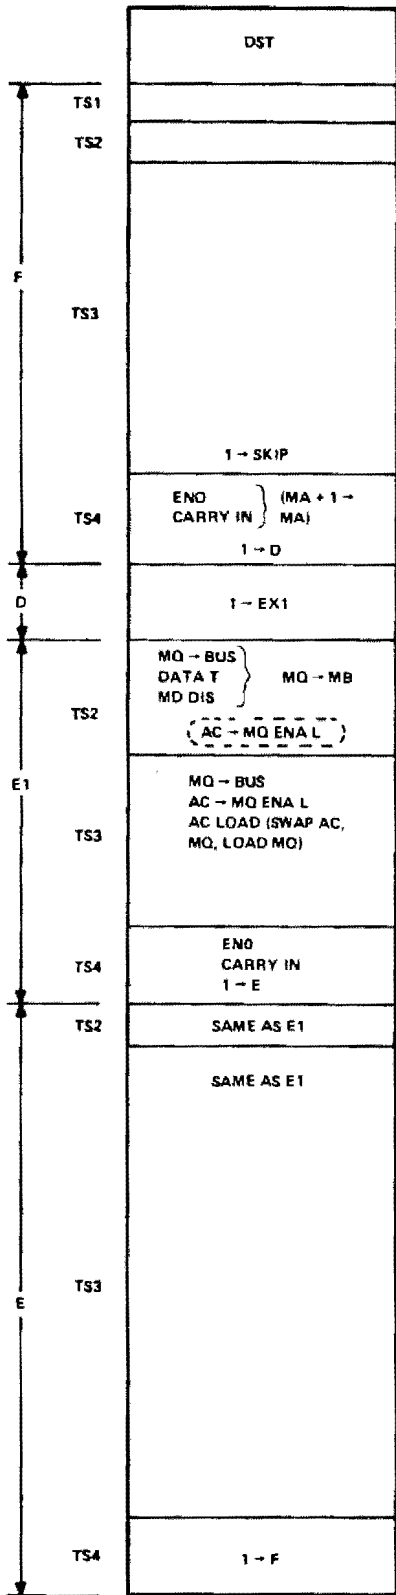 DST
TS1
TS2
F
TS3
1 → SKIP
TS4
EN0
CARRY IN
(MA + 1 →
MA)
1 → D
D
1 → EX1
E1
TS2
MQ → BUS
DATA T
MD DIS
MQ → MB
AC → MQ ENA L
TS3
MQ → BUS
AC → MQ ENA L
AC LOAD (SWAP AC,
MQ, LOAD MQ)
TS4
EN0
CARRY IN
1 → E
TS2
SAME AS E1
E
TS3
SAME AS E1
TS4
1 → F